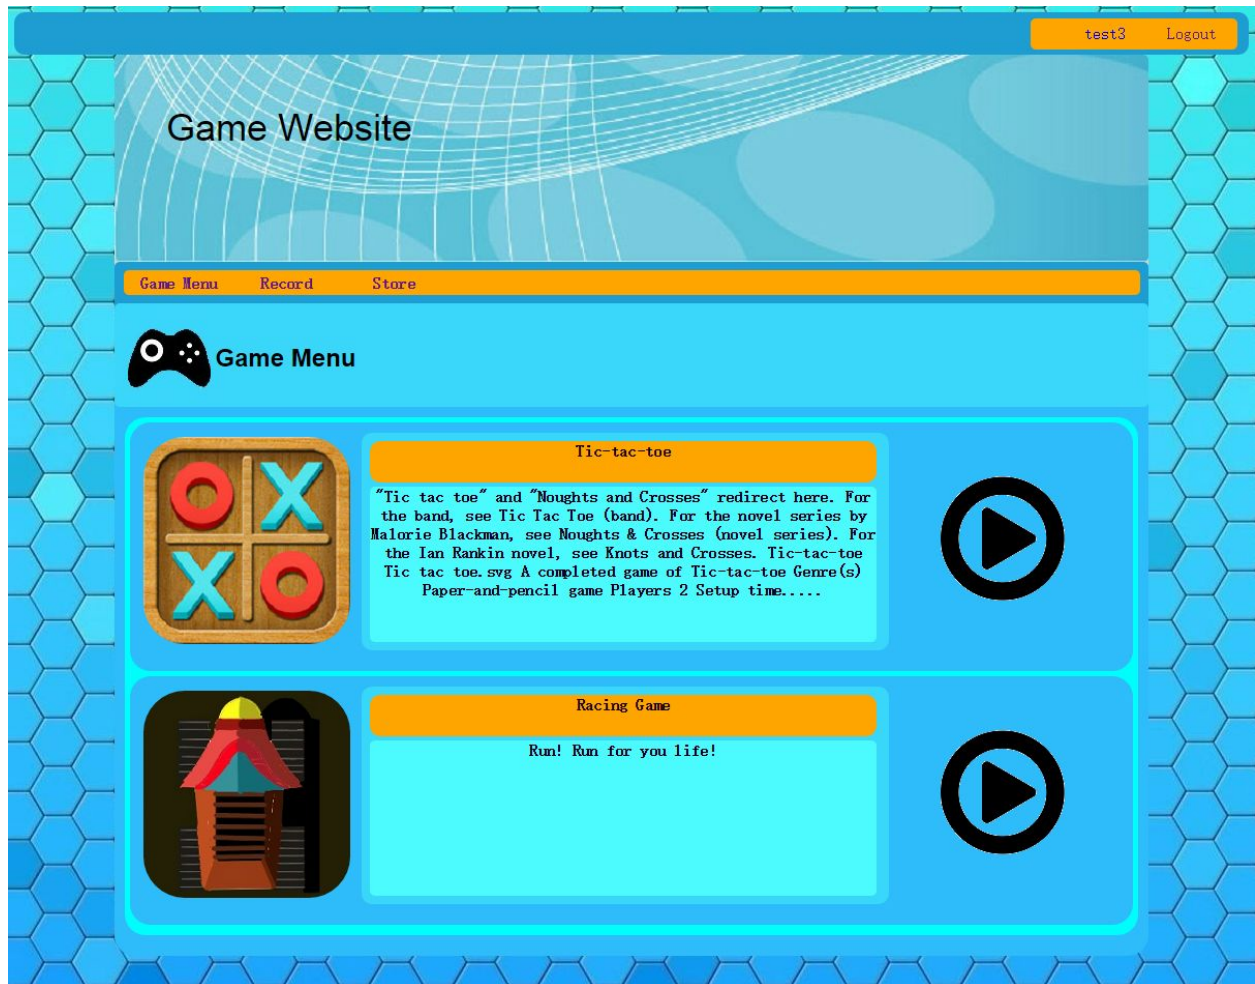 test3 Logout
Game Website
Game Menu Record Store
Game Menu
Tic-tac-toe
"Tic tac toe" and "Noughts and Crosses" redirect here. For
the band, see Tic Tac Toe (band). For the novel series by
Malorie Blackman, see Noughts & Crosses (novel series). For
the Ian Rankin novel, see Knots and Crosses. Tic-tac-toe
Tic tac toe.svg A completed game of Tic-tac-toe Genre(s)
Paper-and-pencil game Players 2 Setup time.....
Racing Game
Run! Run for you life!